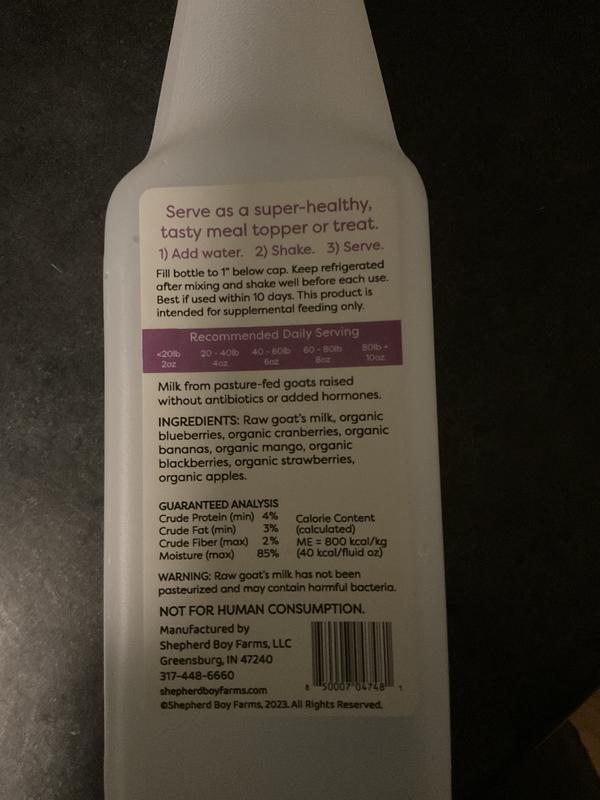 Serve as a super-healthy,
tasty meal topper or treat.
1) Add water. 2) Shake. 3) Serve.
Fill bottle to 1" below cap. Keep refrigerated
after mixing and shake well before each use.
Best if used within 10 days. This product is
intended for supplemental feeding only.
Recommended Daily Serving
<20lb 20 - 40lb 40 - 60lb 60 - 80lb 80lb +
2oz 4oz 6oz 8oz 10oz
Milk from pasture-fed goats raised
without antibiotics or added hormones.
INGREDIENTS: Raw goat's milk, organic
blueberries, organic cranberries, organic
bananas, organic mango, organic
blackberries, organic strawberries,
organic apples.
GUARANTEED ANALYSIS
Crude Protein (min) 4% Calorie Content
Crude Fat (min) 3% (calculated)
Crude Fiber (max) 2% ME = 800 kcal/kg
Moisture (max) 85% (40 kcal/fluid oz)
WARNING: Raw goat's milk has not been
pasteurized and may contain harmful bacteria.
NOT FOR HUMAN CONSUMPTION.
Manufactured by
Shepherd Boy Farms, LLC
Greensburg, IN 47240
317-448-6660
shepherdboyfarms.com
8 50007 04748 1
©Shepherd Boy Farms, 2023. All Rights Reserved.